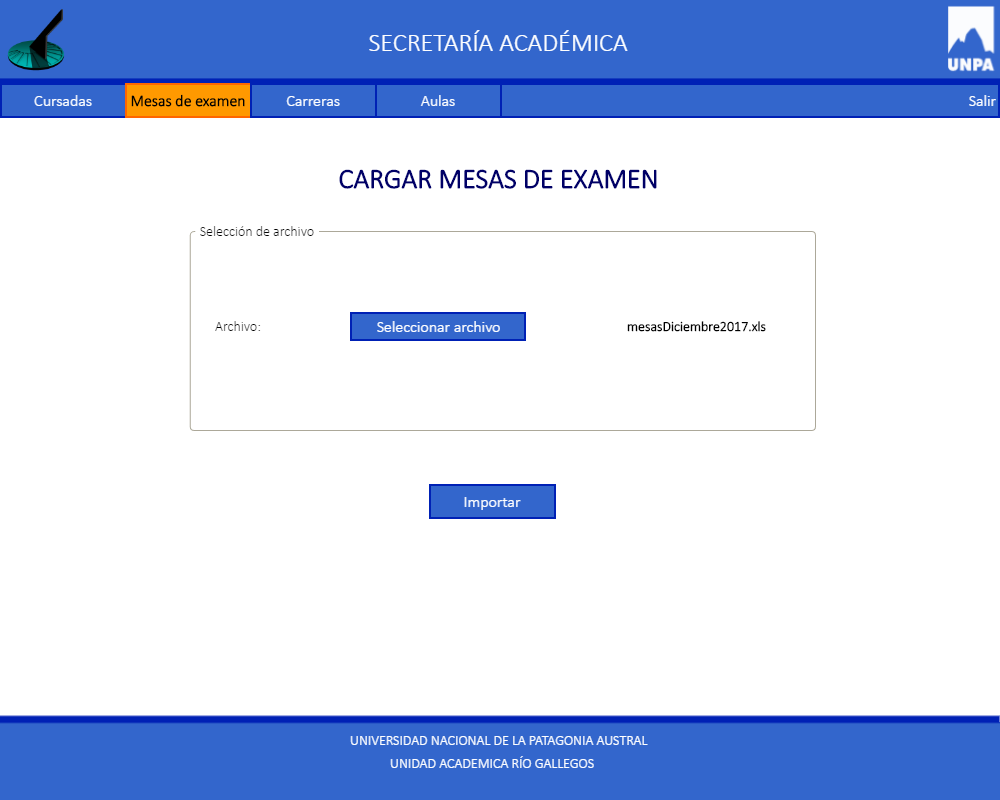 SECRETARÍA ACADÉMICA
UNPA
Cursadas Mesas de examen Carreras Aulas Salir
CARGAR MESAS DE EXAMEN
Selección de archivo
Archivo: Seleccionar archivo mesasDiciembre2017.xls
Importar
UNIVERSIDAD NACIONAL DE LA PATAGONIA AUSTRAL
UNIDAD ACADEMICA RÍO GALLEGOS